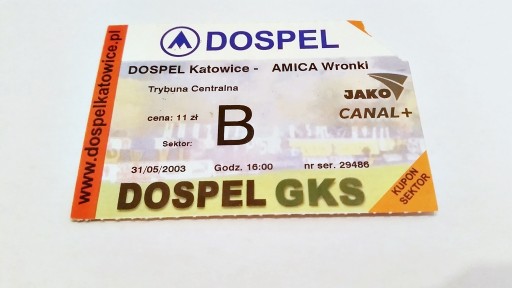 DOSPEL
DOSPEL Katowice - AMICA Wronki
Trybuna Centralna
JAKO
cena: 11 zł
CANAL+
Sektor: B
31/05/2003 Godz. 16:00 nr ser. 29486
DOSPEL GKS
www.dospelkatowice.pl
KUPON
SEKTOR